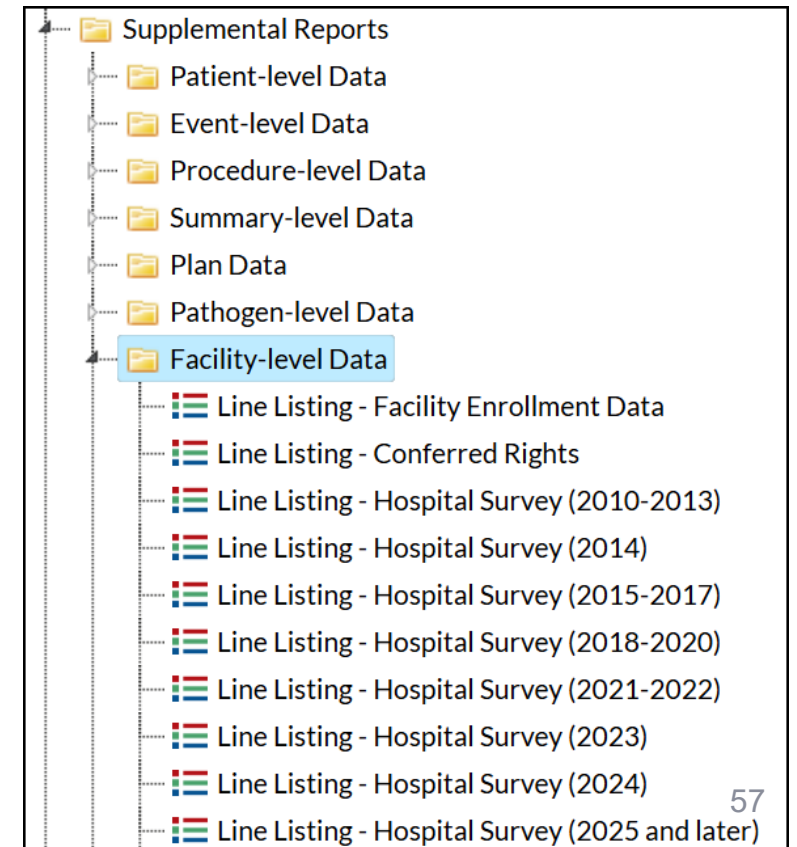 Supplemental Reports
Patient-level Data
Event-level Data
Procedure-level Data
Summary-level Data
Plan Data
Pathogen-level Data
Facility-level Data
Line Listing - Facility Enrollment Data
Line Listing - Conferred Rights
Line Listing - Hospital Survey (2010-2013)
Line Listing - Hospital Survey (2014)
Line Listing - Hospital Survey (2015-2017)
Line Listing - Hospital Survey (2018-2020)
Line Listing - Hospital Survey (2021-2022)
Line Listing - Hospital Survey (2023)
Line Listing - Hospital Survey (2024)
57
Line Listing - Hospital Survey (2025 and later)